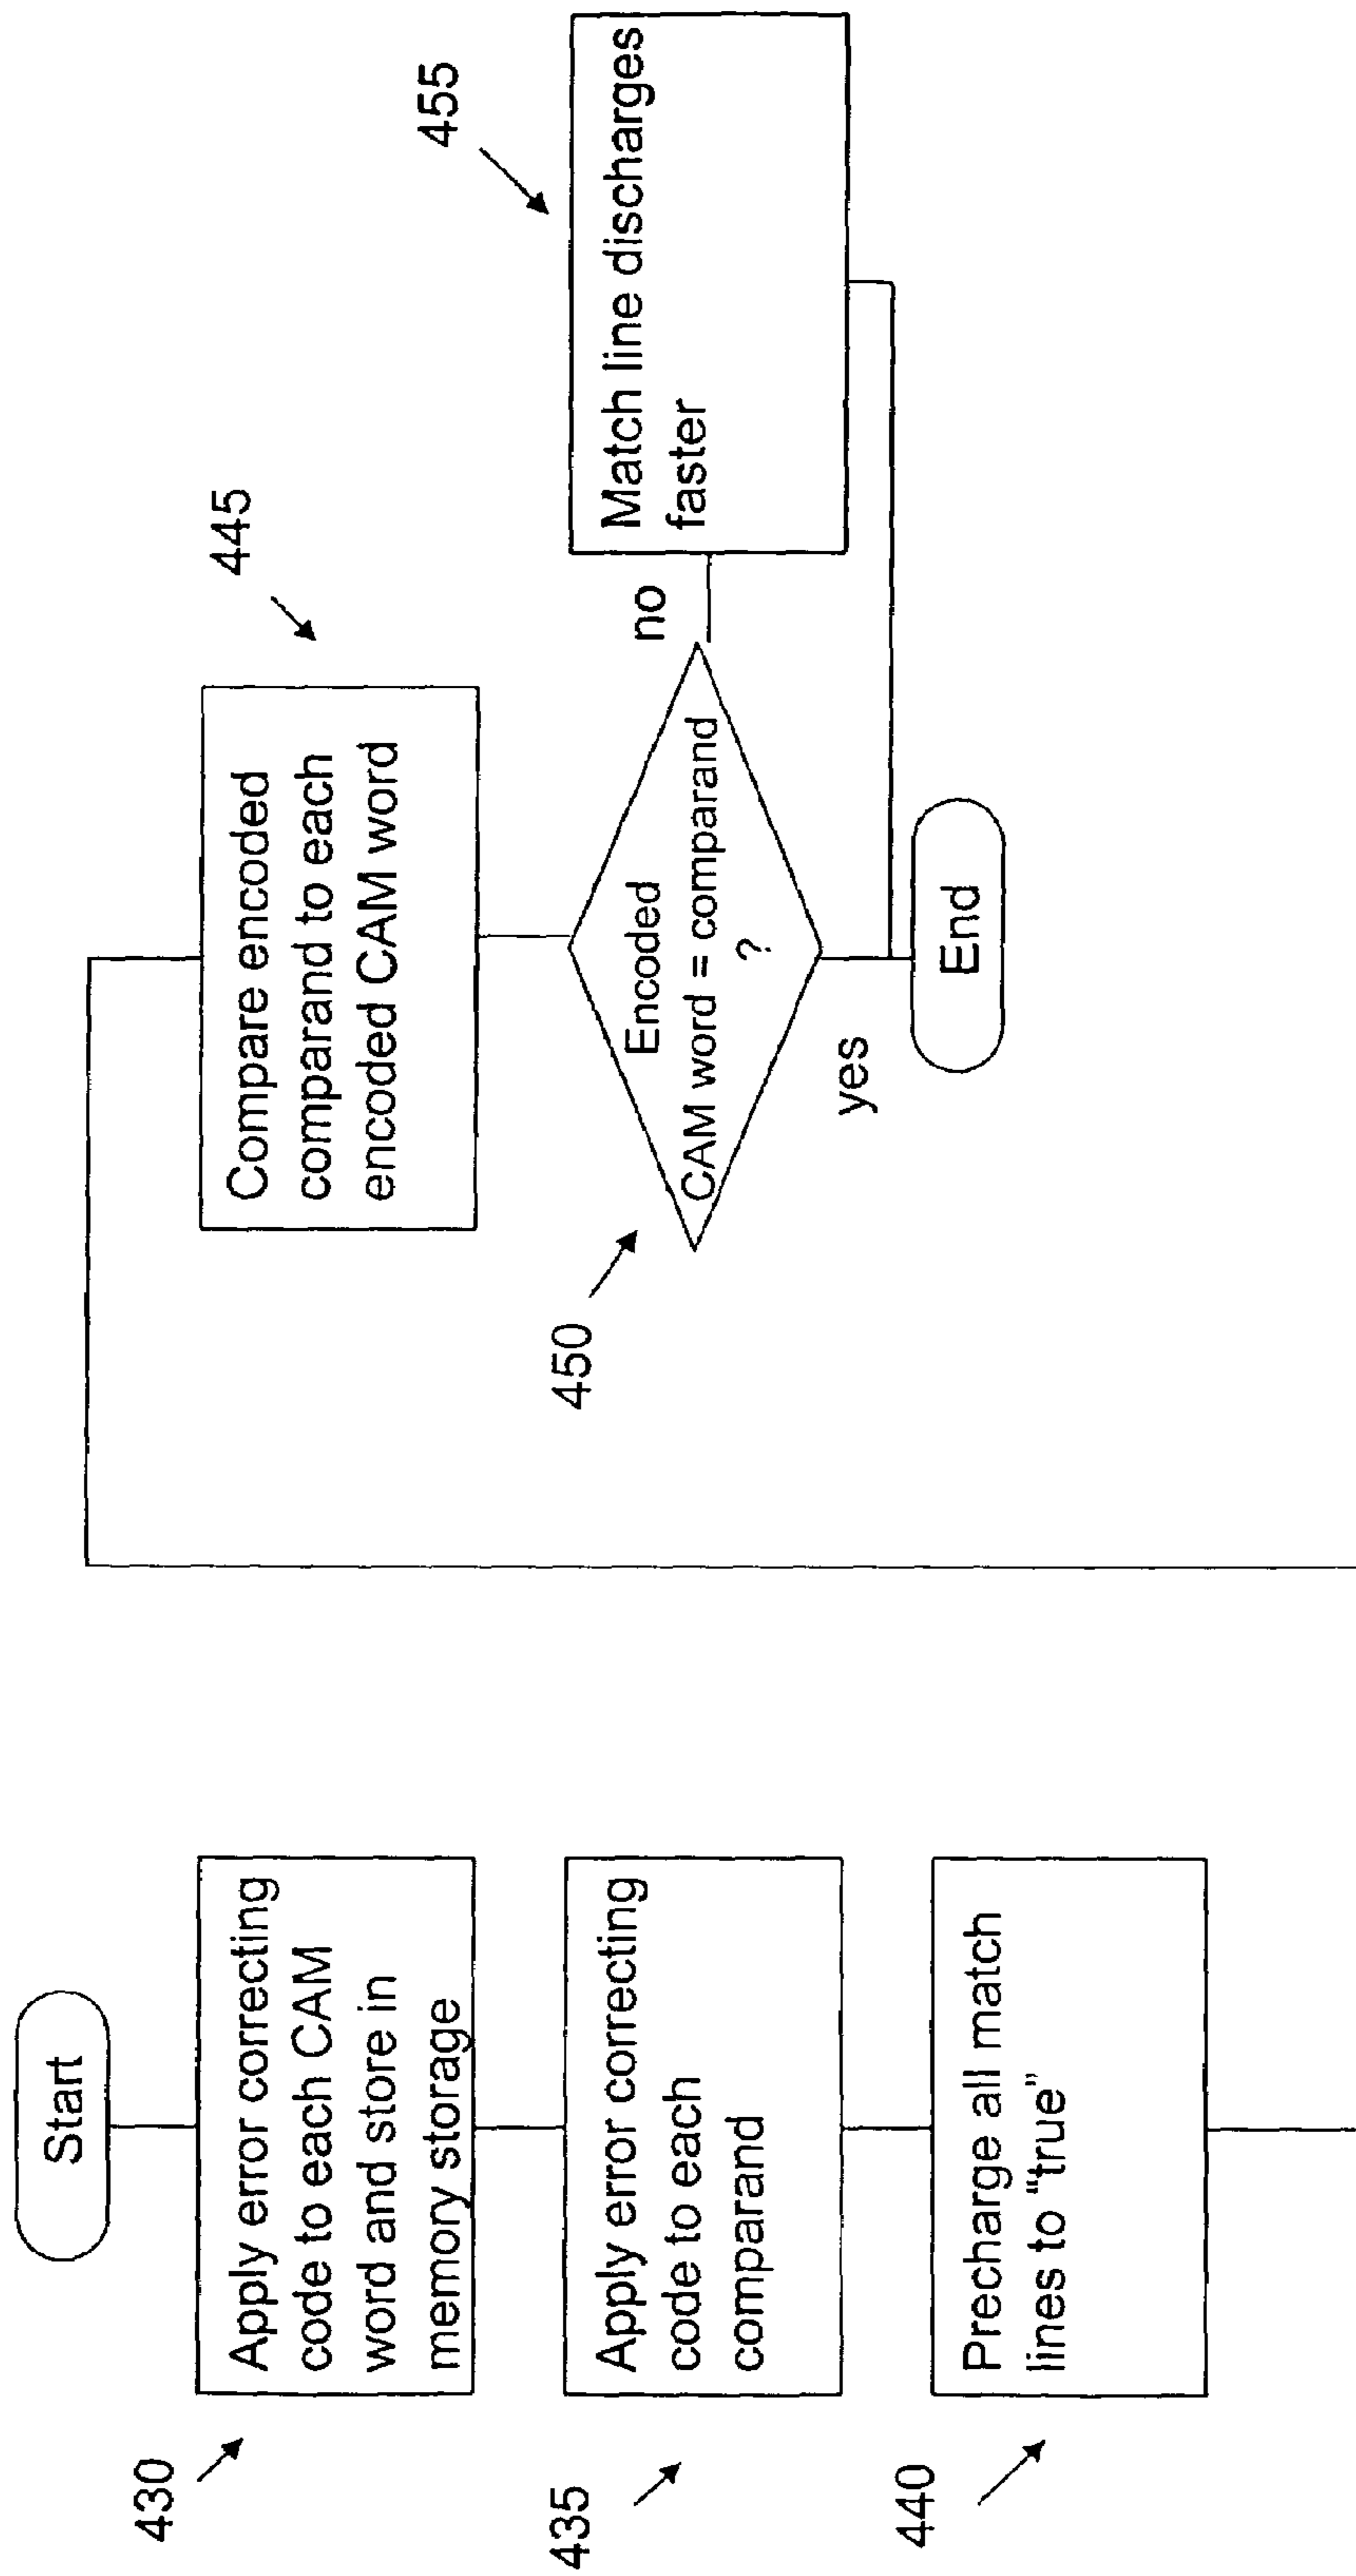 Start
430
Apply error correcting
code to each CAM
word and store in
memory storage
435
Apply error correcting
code to each
comparand
440
Precharge all match
lines to “true”
445
Compare encoded
comparand to each
encoded CAM word
450
Encoded
CAM word = comparand
?
no
yes
455
Match line discharges
faster
End